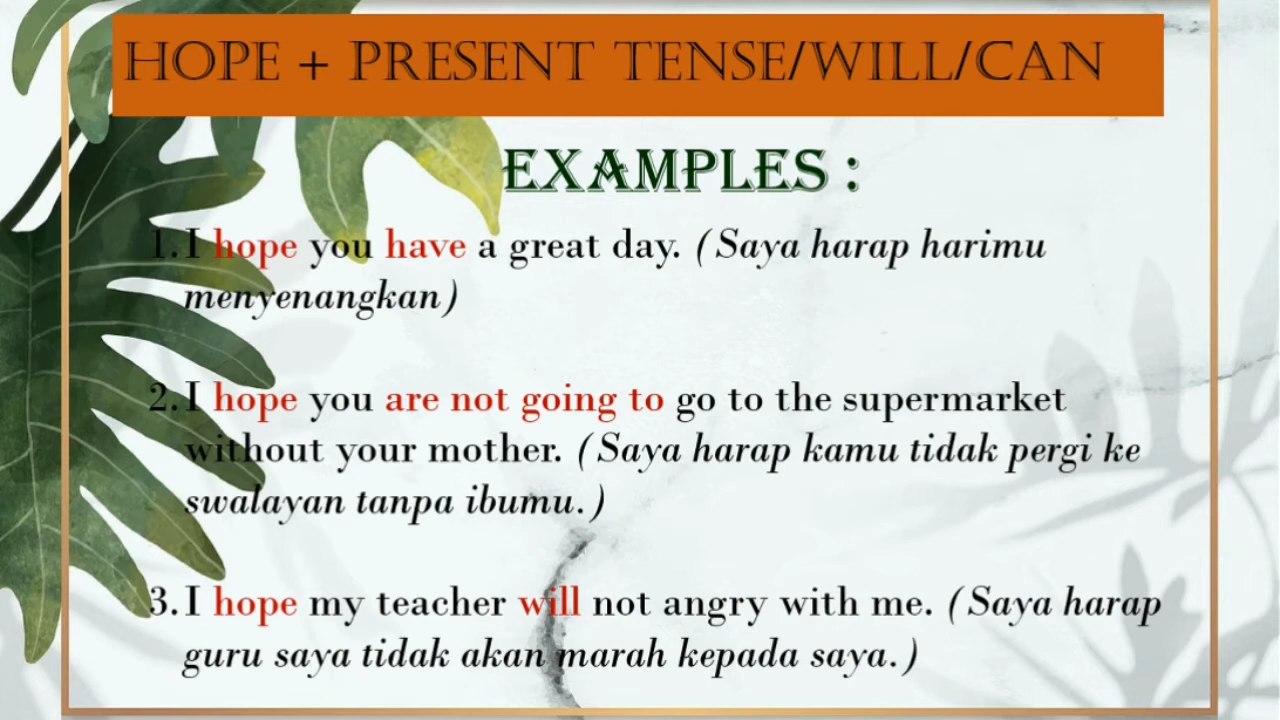 HOPE + PRESENT TENSE/WILL/CAN
EXAMPLES :
1. I hope you have a great day. (Saya harap harimu
menyenangkan)
2. I hope you are not going to go to the supermarket
without your mother. (Saya harap kamu tidak pergi ke
swalayan tanpa ibumu.)
3. I hope my teacher will not angry with me. (Saya harap
guru saya tidak akan marah kepada saya.)